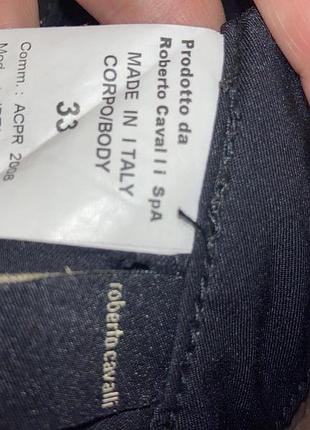 Prodotto da
Roberto Cavalli SpA
MADE IN ITALY
CORPO/BODY
33
Comm.: ACPR 2008
roberto cavalli